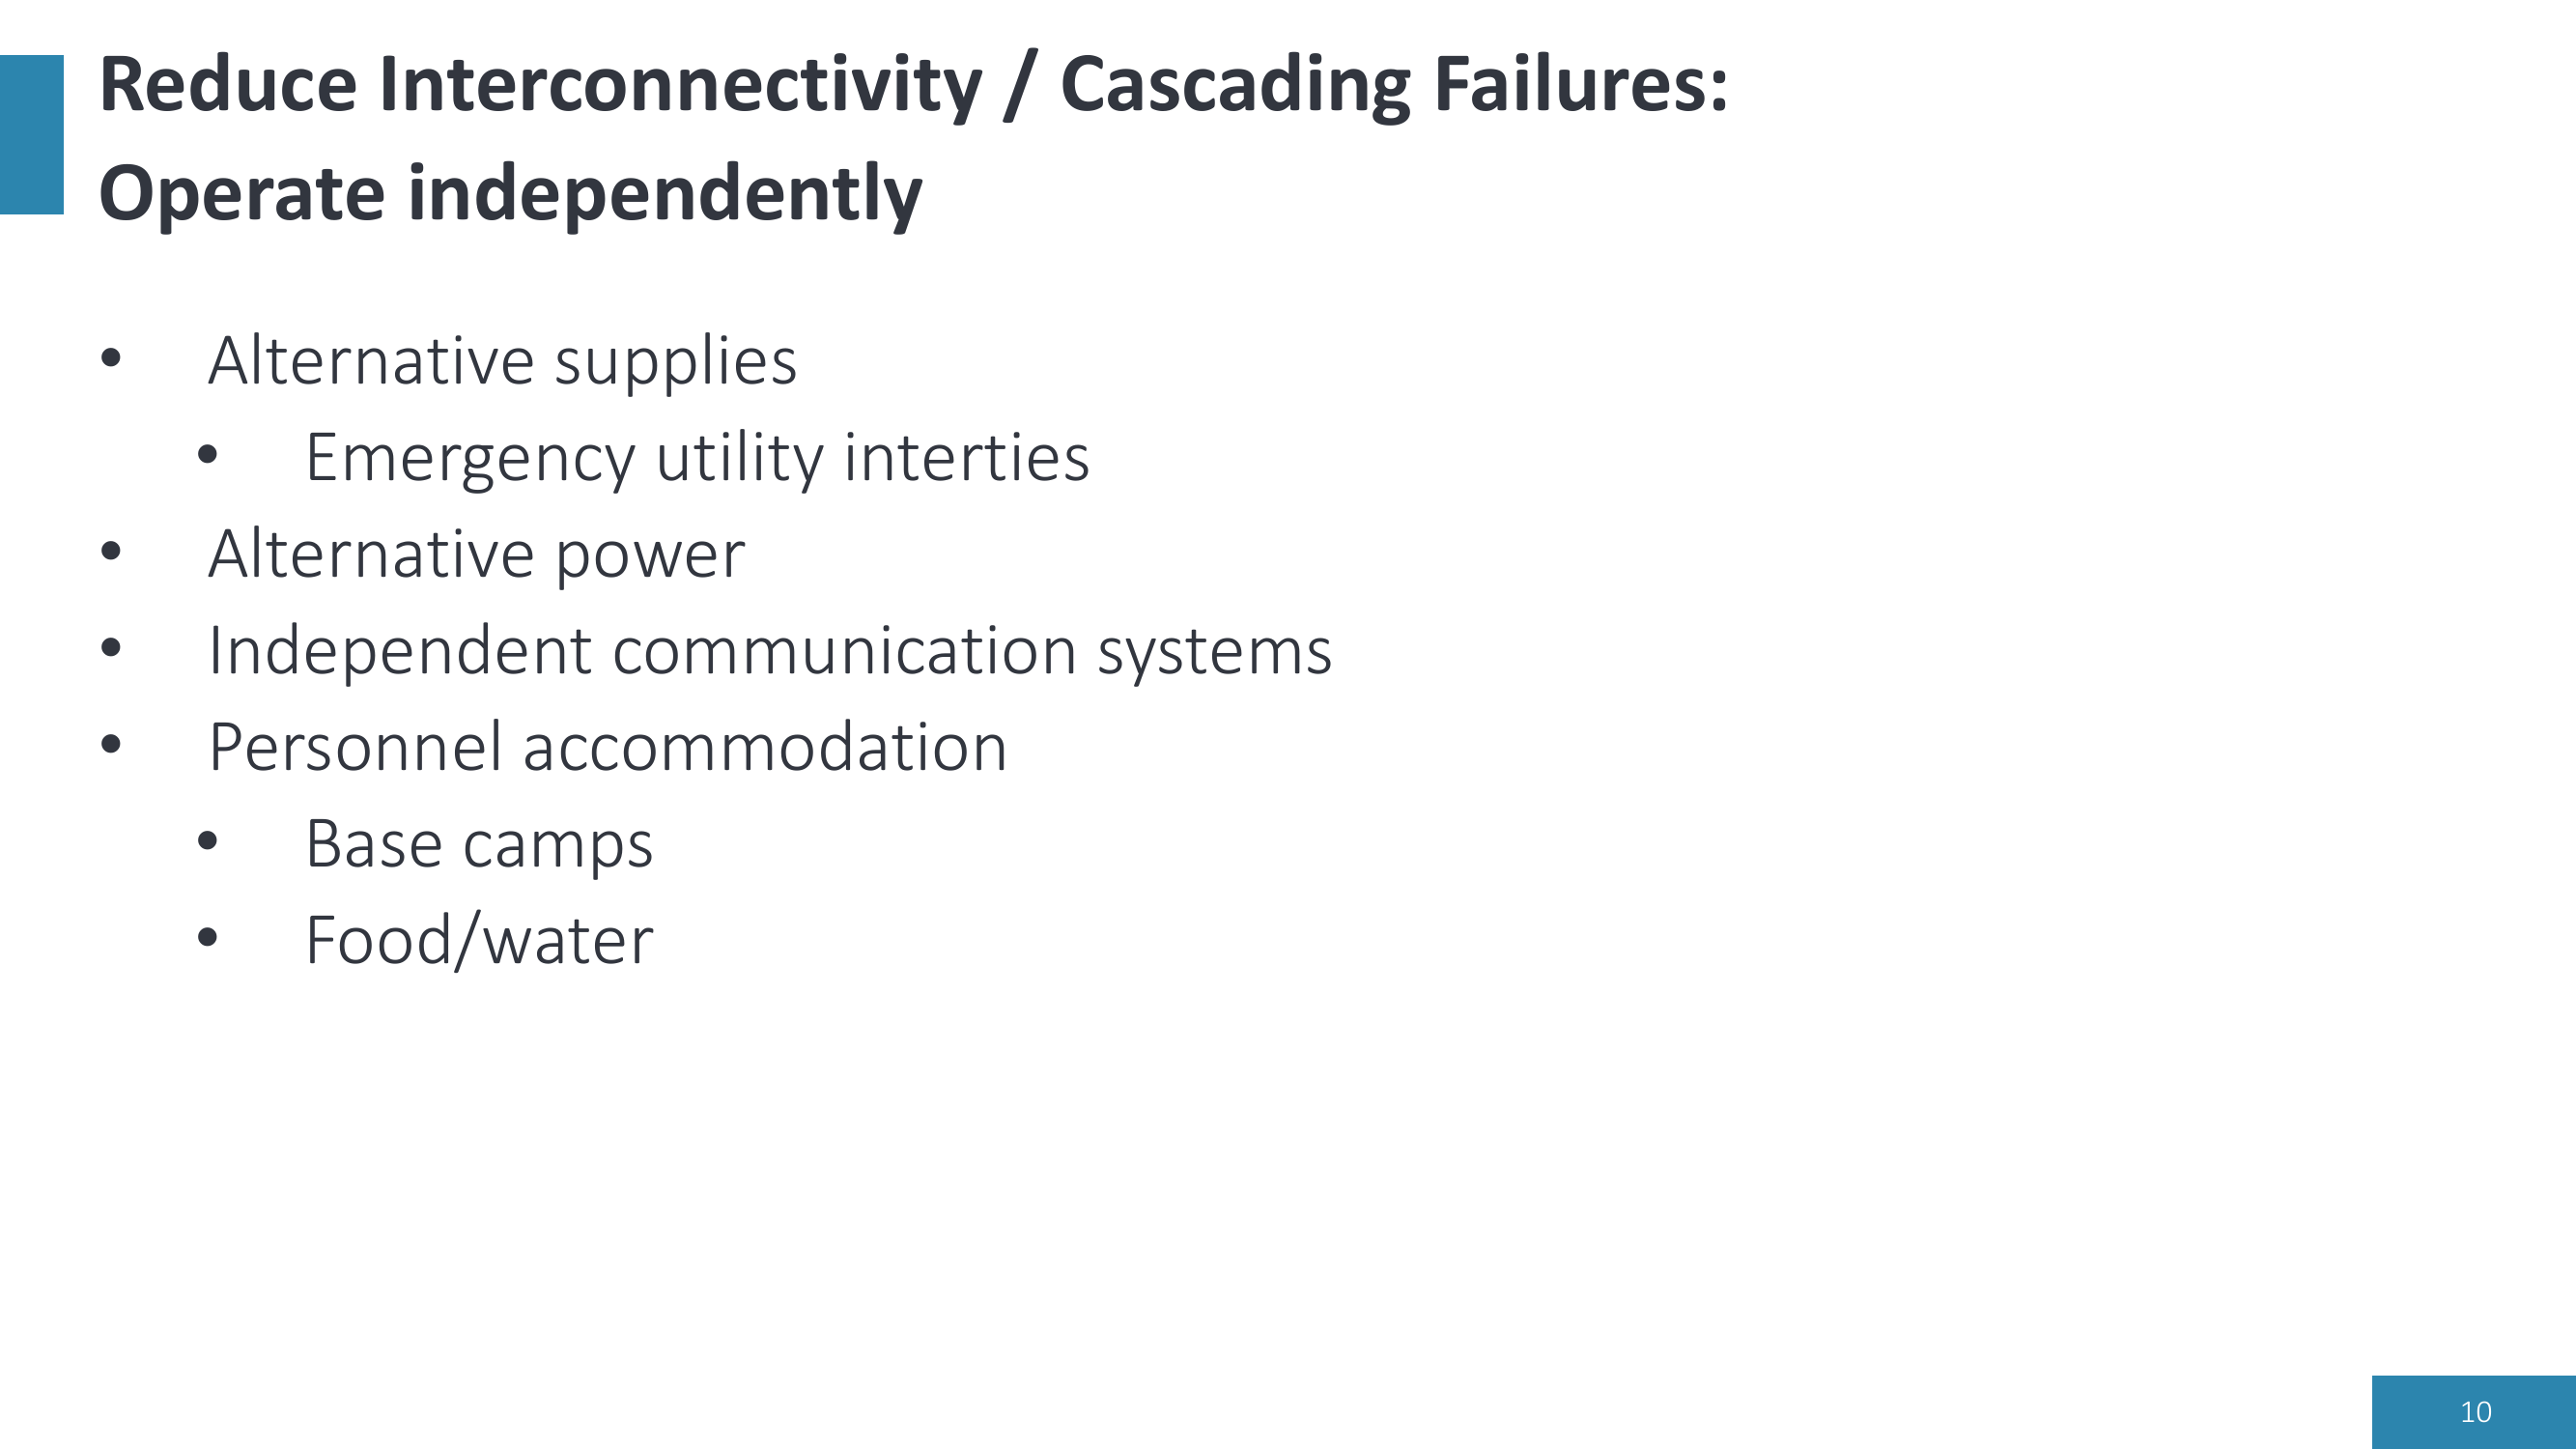 Reduce Interconnectivity / Cascading Failures:
Operate independently
• Alternative supplies
• Emergency utility interties
• Alternative power
• Independent communication systems
• Personnel accommodation
• Base camps
• Food/water
10